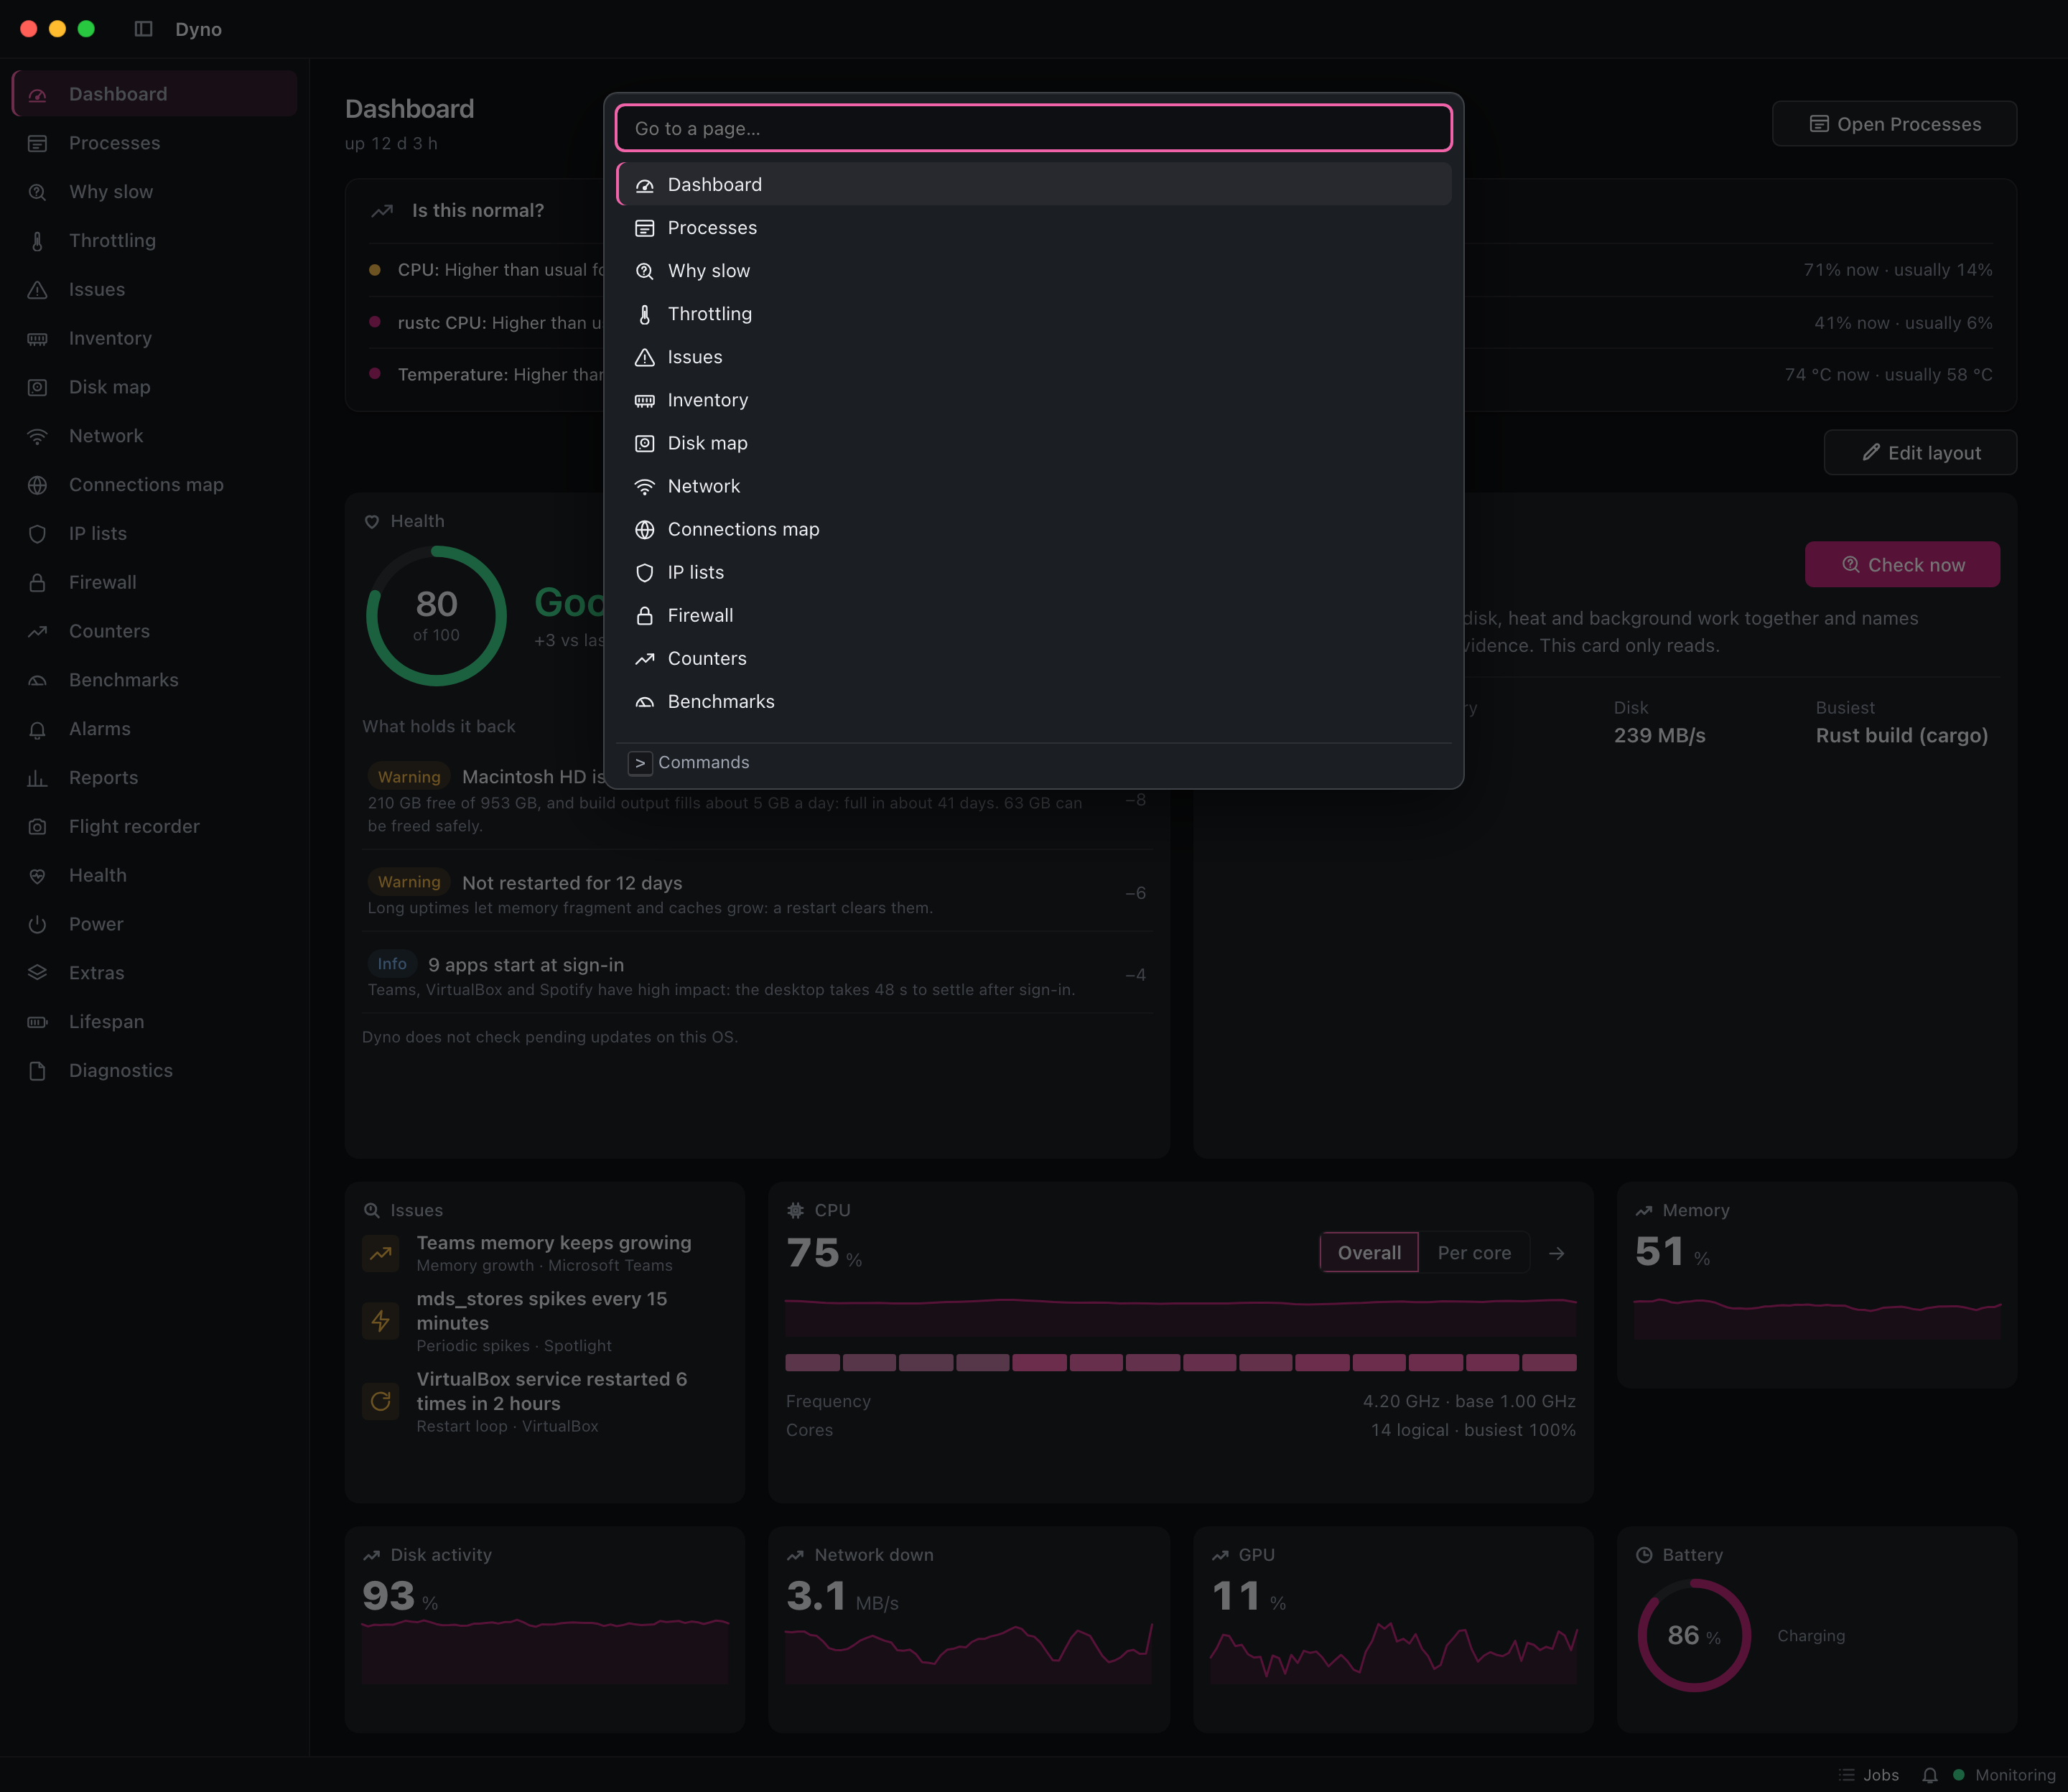 Dyno
Dashboard
Processes
Why slow
Throttling
Issues
Inventory
Disk map
Network
Connections map
IP lists
Firewall
Counters
Benchmarks
Alarms
Reports
Flight recorder
Health
Power
Extras
Lifespan
Diagnostics
Dashboard
up 12 d 3 h
Open Processes
Go to a page...
Dashboard
Processes
Why slow
Throttling
Issues
Inventory
Disk map
Network
Connections map
IP lists
Firewall
Counters
Benchmarks
> Commands
Is this normal?
CPU: Higher than usual
71% now · usually 14%
rustc CPU: Higher than
41% now · usually 6%
Temperature: Higher
74 °C now · usually 58 °C
Edit layout
Health
80
of 100
+3 vs
What holds it back
Warning Macintosh HD
210 GB free of 953 GB, and build output fills about 5 GB a day: full in about 41 days. 63 GB can
be freed safely.
−8
Warning Not restarted for 12 days
Long uptimes let memory fragment and caches grow: a restart clears them.
−6
Info 9 apps start at sign-in
Teams, VirtualBox and Spotify have high impact: the desktop takes 48 s to settle after sign-in.
−4
Dyno does not check pending updates on this OS.
Check now
disk, heat and background work together and names
This card only reads.
Disk
239 MB/s
Busiest
Rust build (cargo)
Issues
Teams memory keeps growing
Memory growth · Microsoft Teams
mds_stores spikes every 15
minutes
Periodic spikes · Spotlight
VirtualBox service restarted 6
times in 2 hours
Restart loop · VirtualBox
CPU
75 %
Overall
Per core
Frequency
4.20 GHz · base 1.00 GHz
Cores
14 logical · busiest 100%
Memory
51 %
Disk activity
93 %
Network down
3.1 MB/s
GPU
11 %
Battery
86 %
Charging
Jobs
Monitoring